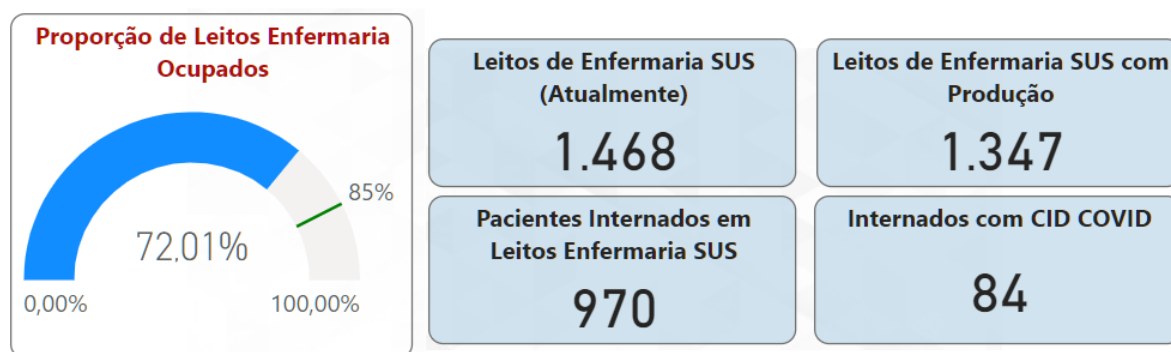 Proporção de Leitos Enfermaria
Ocupados
85%
72,01%
0,00%
100,00%
Leitos de Enfermaria SUS
(Atualmente)
1.468
Leitos de Enfermaria SUS com
Produção
1.347
Pacientes Internados em
Leitos Enfermaria SUS
970
Internados com CID COVID
84